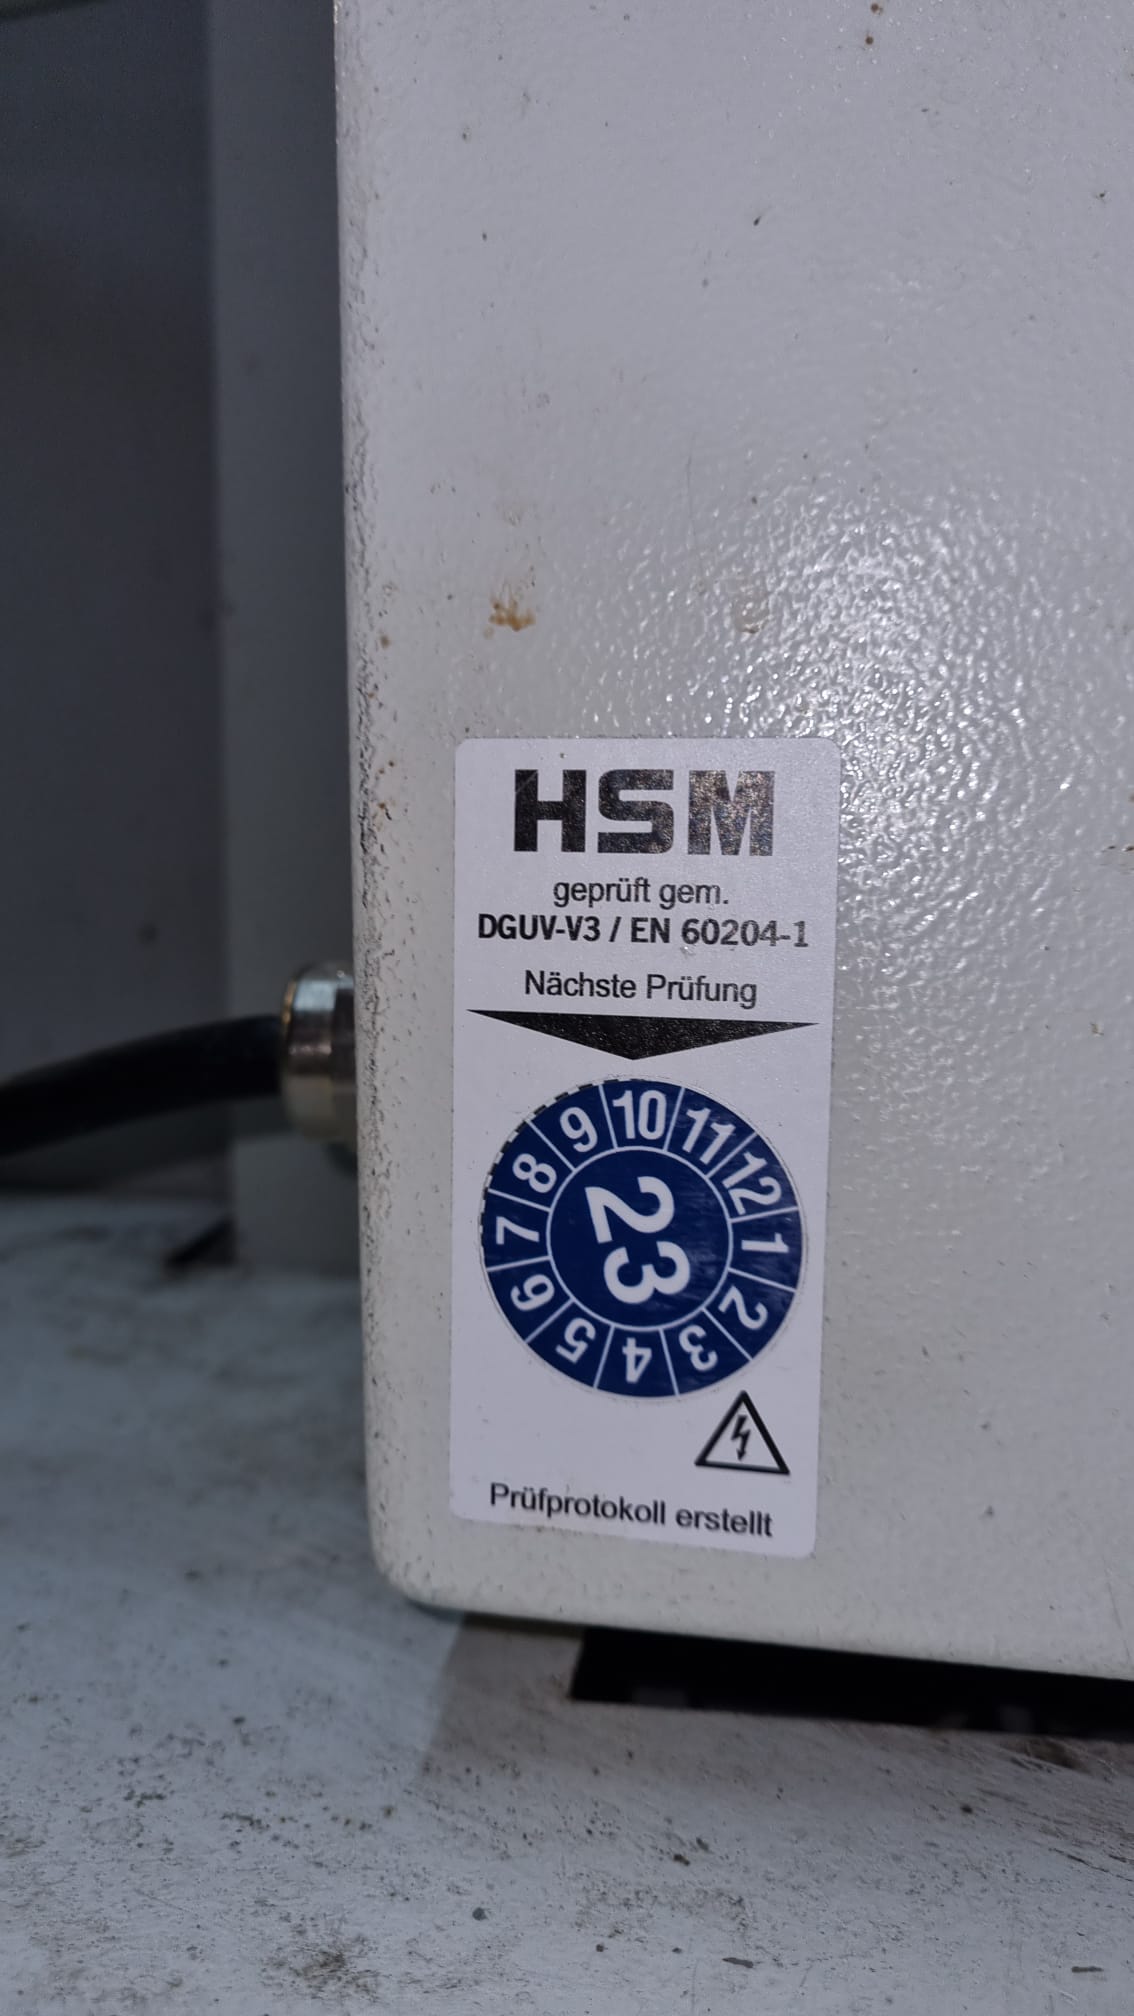 HSM
geprüft gem.
DGUV-V3 / EN 60204-1
Nächste Prüfung
10 11 12 1 2 3 4 5 6 7 8 9
23
Prüfprotokoll erstellt